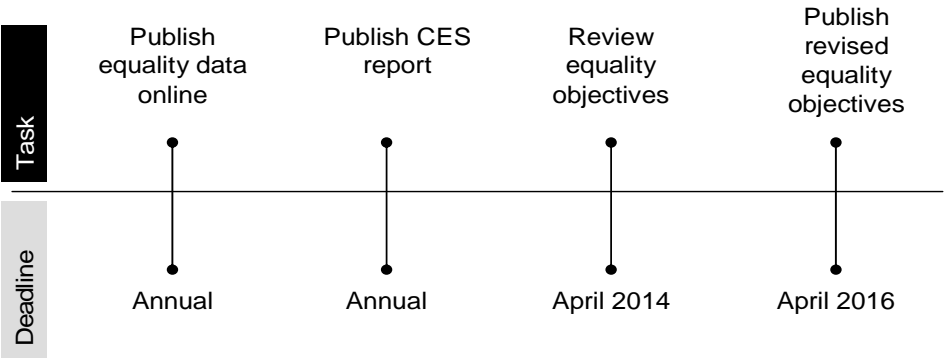 Task
Publish
equality data
online
Publish CES
report
Review
equality
objectives
Publish
revised
equality
objectives
Deadline
Annual
Annual
April 2014
April 2016